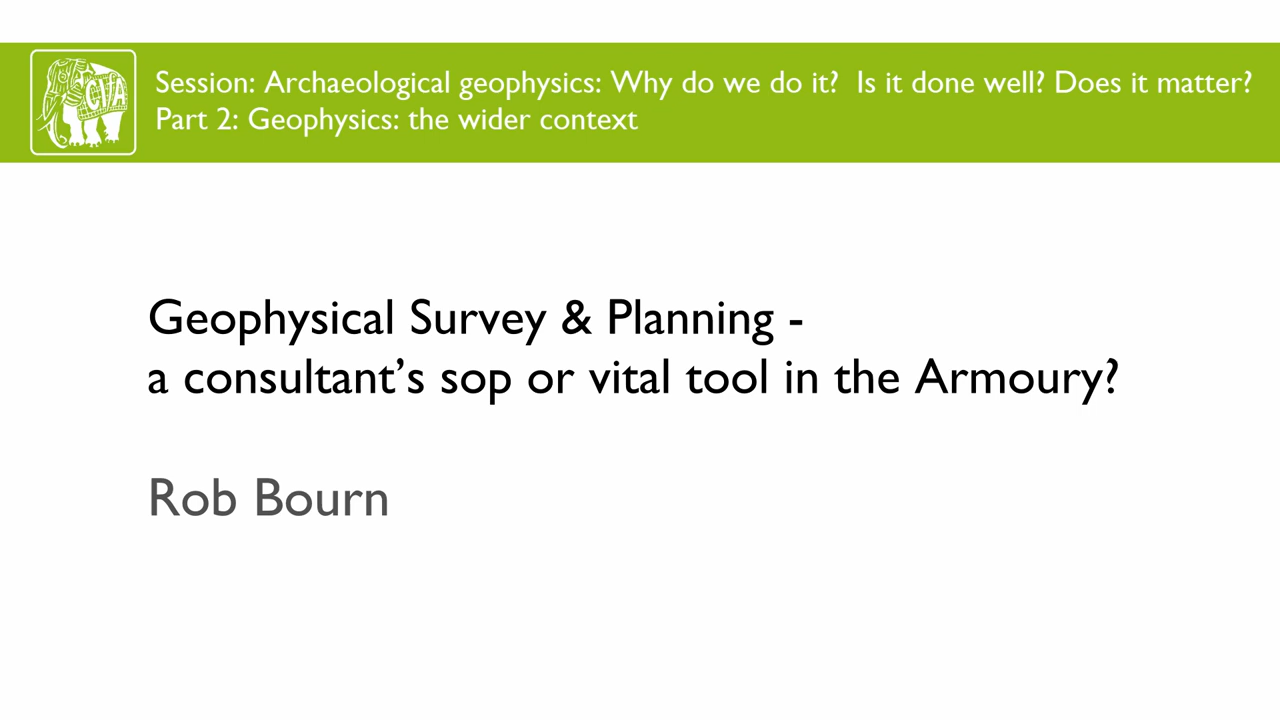 CVA
Session: Archaeological geophysics: Why do we do it?  Is it done well? Does it matter?
Part 2: Geophysics: the wider context
Geophysical Survey & Planning -
a consultant’s sop or vital tool in the Armoury?
Rob Bourn